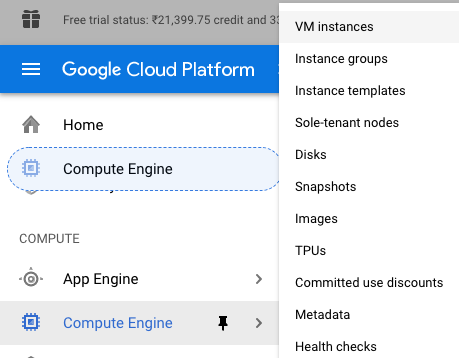 Free trial status: ₹21,399.75 credit and 33
Google Cloud Platform
Home
Compute Engine
COMPUTE
App Engine
Compute Engine
VM instances
Instance groups
Instance templates
Sole-tenant nodes
Disks
Snapshots
Images
TPUs
Committed use discounts
Metadata
Health checks